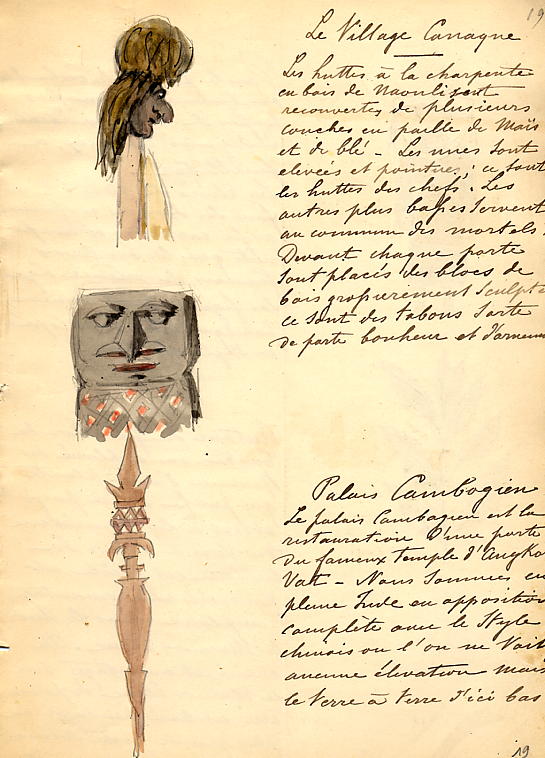 19
Le Village Canaque
Les huttes à la charpente
en bois de Naouli sont
recouvertes de plusieurs
couches en paille de Maïs
et de blé - Les unes sont
elevées et pointues; ce sont
les huttes des chefs. Les
autres plus basses servent
au commun des mortels.
Devant chaque porte
sont placés des blocs de
bois grossièrement sculpté
ce sont des tabous sorte
de porte bonheur et d'orneme
Palais Cambogien
Le palais Cambogien est la
restauration d'une porte
du fameux temple d'Angko
Vat - Nous sommes en
pleine Inde en opposition
complète avec le Style
chinois ou l'on ne Voit
aucune élévation mais
le terre à terre d'ici bas
19